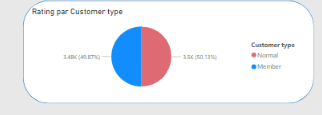 Rating par Customer type
3.48K (49.87%)
3.5K (50.13%)
Customer type
Normal
Member